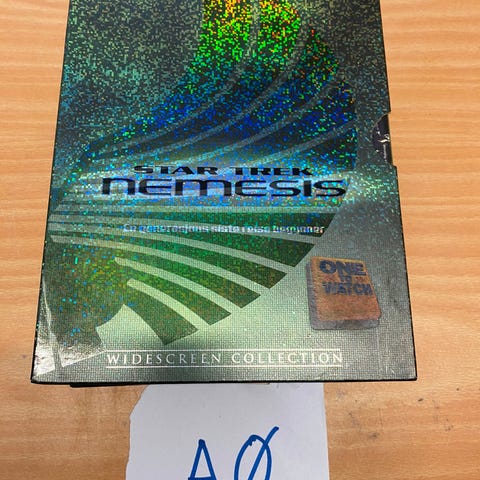 STAR TREK
NEMESIS
En generasjons siste reise begynner
ONE
TO
WATCH
WIDESCREEN COLLECTION
AØ